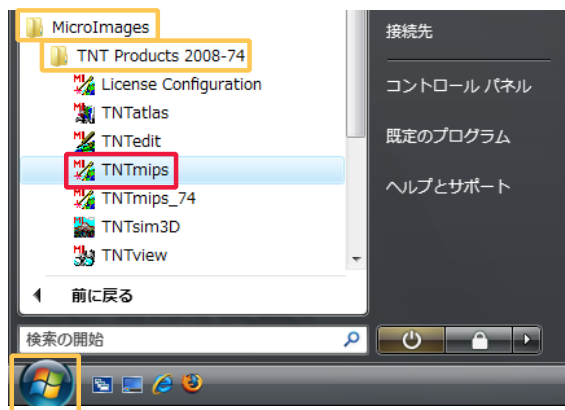 MicroImages
TNT Products 2008-74
License Configuration
TNTatlas
TNTedit
TNTmips
TNTmips_74
TNTsim3D
TNTview
前に戻る
検索の開始
接続先
コントロール パネル
既定のプログラム
ヘルプとサポート